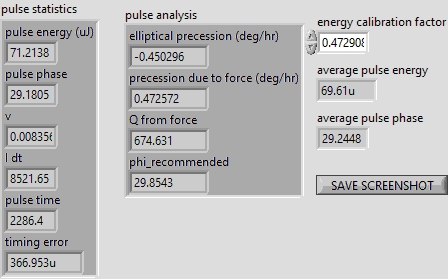 pulse statistics
pulse energy (uJ)
71.2138
pulse phase
29.1805
v
0.008356
I dt
8521.65
pulse time
2286.4
timing error
366.953u
pulse analysis
elliptical precession (deg/hr)
-0.450296
precession due to force (deg/hr)
0.472572
Q from force
674.631
phi_recommended
29.8543
energy calibration factor
0.472908
average pulse energy
69.61u
average pulse phase
29.2448
SAVE SCREENSHOT